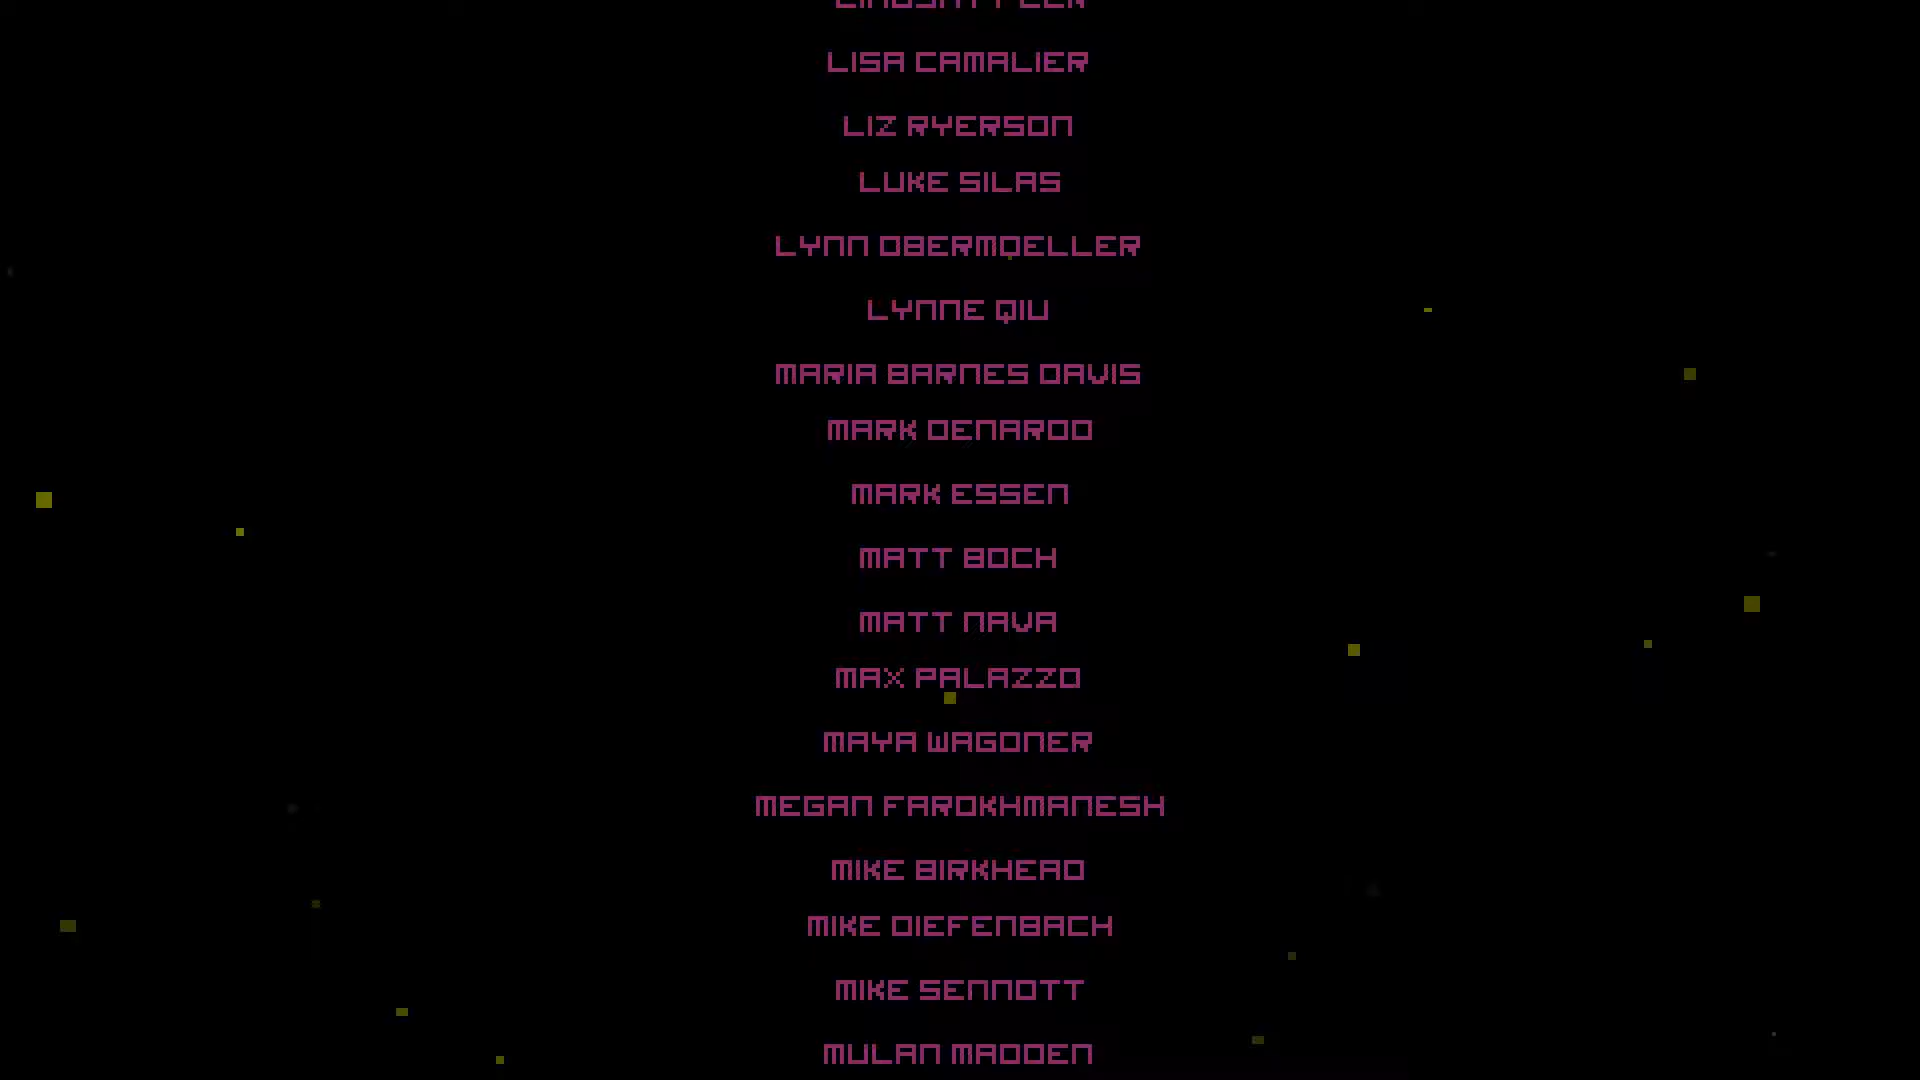 LISA CAMALIER
LIZ RYERSON
LUKE SILAS
LYNN OBERMOELLER
LYNNE QIU
MARIA BARNES DAVIS
MARK DENARDO
MARK ESSEN
MATT BOCH
MATT NAVA
MAX PALAZZO
MAYA WAGONER
MEGAN FAROKHMANESH
MIKE BIRKHEAD
MIKE DIEFENBACH
MIKE SENNOTT
MULAN MADDEN